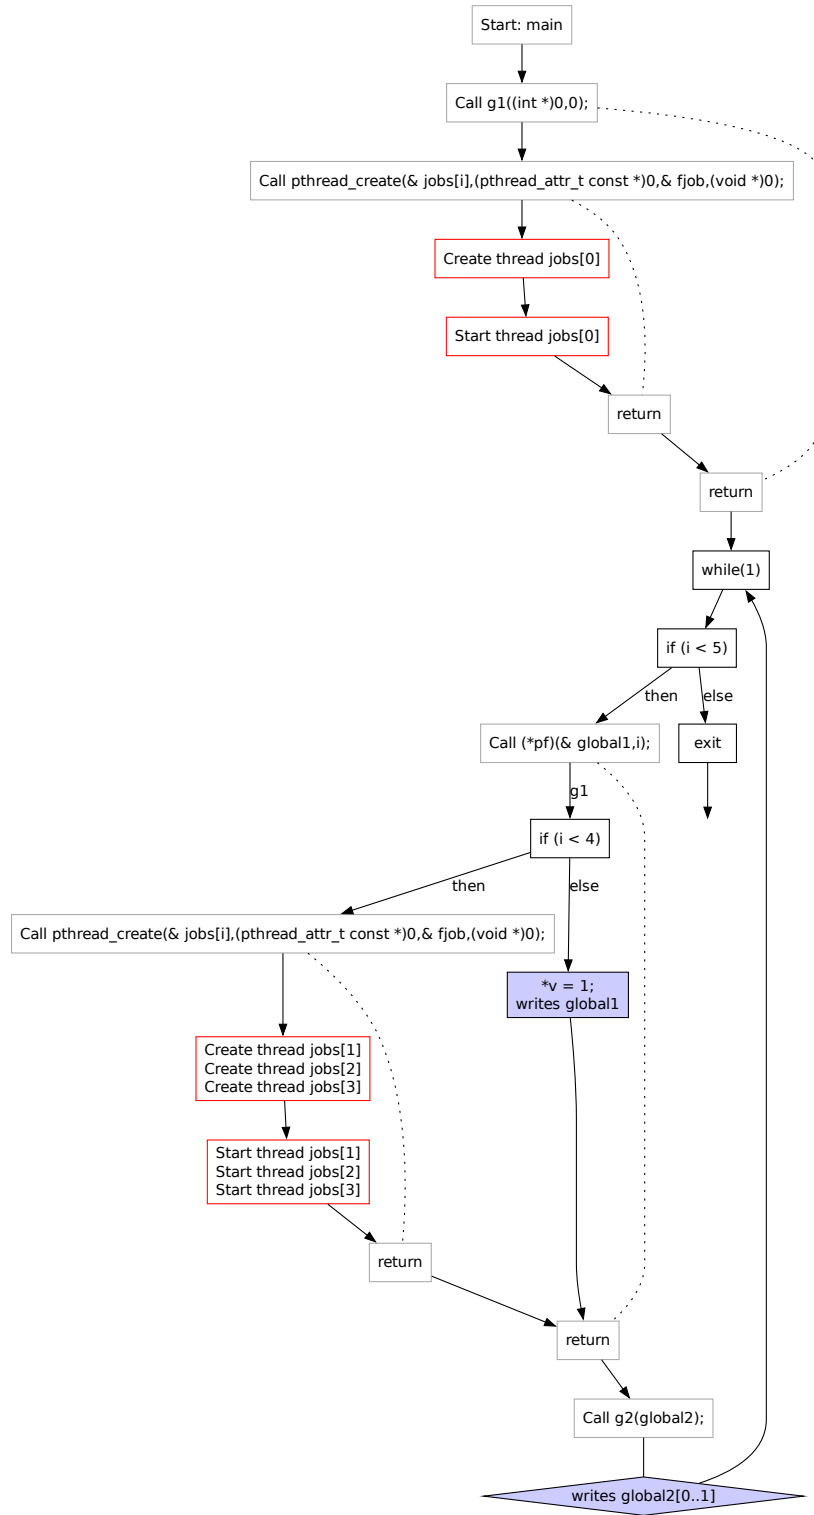 Start: main
Call g1((int *)0,0);
Call pthread_create(& jobs[i],(pthread_attr_t const *)0,& fjob,(void *)0);
Create thread jobs[0]
Start thread jobs[0]
return
return
while(1)
if (i < 5)
then
else
Call (*pf)(& global1,i);
exit
g1
if (i < 4)
then
else
Call pthread_create(& jobs[i],(pthread_attr_t const *)0,& fjob,(void *)0);
*v = 1;
writes global1
Create thread jobs[1]
Create thread jobs[2]
Create thread jobs[3]
Start thread jobs[1]
Start thread jobs[2]
Start thread jobs[3]
return
return
Call g2(global2);
writes global2[0..1]